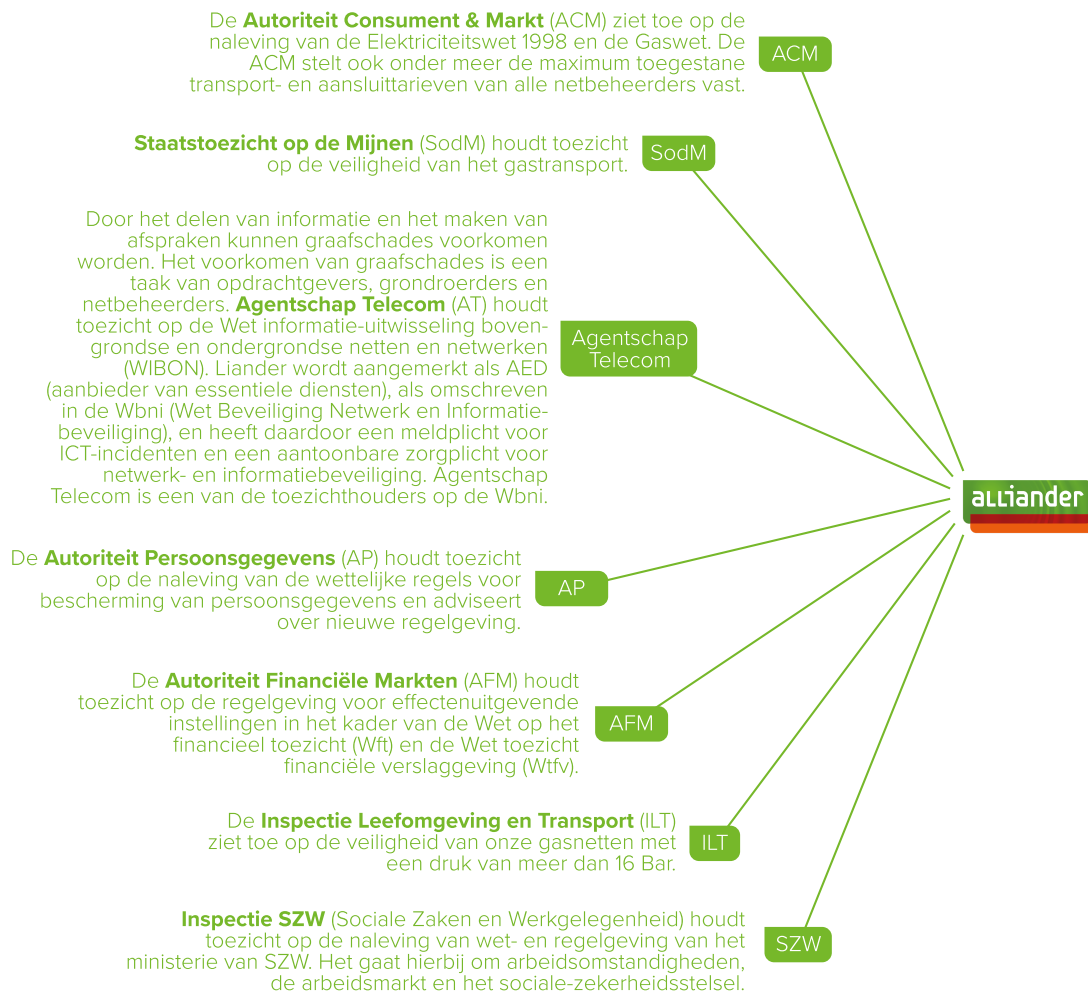 De Autoriteit Consument & Markt (ACM) ziet toe op de
naleving van de Elektriciteitswet 1998 en de Gaswet. De
ACM stelt ook onder meer de maximum toegestane
transport- en aansluittarieven van alle netbeheerders vast.
ACM
Staatstoezicht op de Mijnen (SodM) houdt toezicht
op de veiligheid van het gastransport.
SodM
Door het delen van informatie en het maken van
afspraken kunnen graafschades voorkomen
worden. Het voorkomen van graafschades is een
taak van opdrachtgevers, grondroerders en
netbeheerders. Agentschap Telecom (AT) houdt
toezicht op de Wet informatie-uitwisseling boven-
grondse en ondergrondse netten en netwerken
(WIBON). Liander wordt aangemerkt als AED
(aanbieder van essentiele diensten), als omschreven
in de Wbni (Wet Beveiliging Netwerk en Informatie-
beveiliging), en heeft daardoor een meldplicht voor
ICT-incidenten en een aantoonbare zorgplicht voor
netwerk- en informatiebeveiliging. Agentschap
Telecom is een van de toezichthouders op de Wbni.
Agentschap
Telecom
alliander
De Autoriteit Persoonsgegevens (AP) houdt toezicht
op de naleving van de wettelijke regels voor
bescherming van persoonsgegevens en adviseert
over nieuwe regelgeving.
AP
De Autoriteit Financiële Markten (AFM) houdt
toezicht op de regelgeving voor effectenuitgevende
instellingen in het kader van de Wet op het
financieel toezicht (Wft) en de Wet toezicht
financiële verslaggeving (Wtfv).
AFM
De Inspectie Leefomgeving en Transport (ILT)
ziet toe op de veiligheid van onze gasnetten met
een druk van meer dan 16 Bar.
ILT
Inspectie SZW (Sociale Zaken en Werkgelegenheid) houdt
toezicht op de naleving van wet- en regelgeving van het
ministerie van SZW. Het gaat hierbij om arbeidsomstandigheden,
de arbeidsmarkt en het sociale-zekerheidsstelsel.
SZW